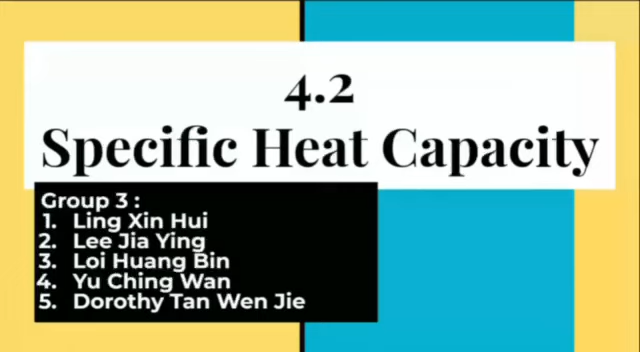 4.2
Specific Heat Capacity
Group 3 :
1. Ling Xin Hui
2. Lee Jia Ying
3. Loi Huang Bin
4. Yu Ching Wan
5. Dorothy Tan Wen Jie